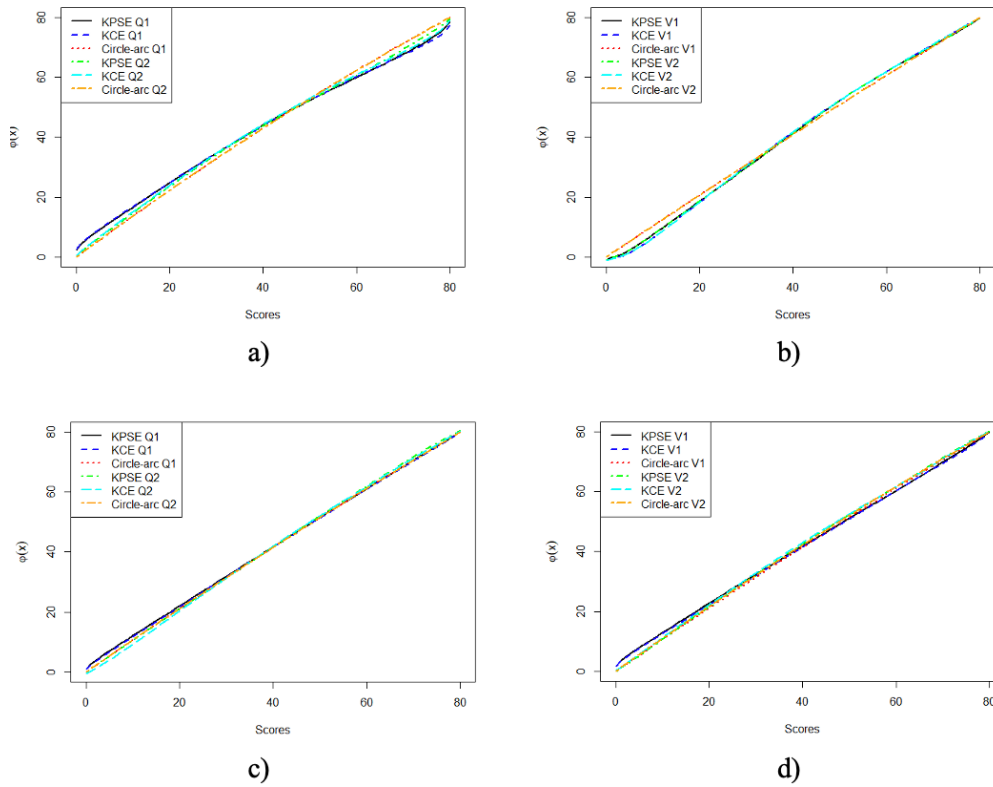 KPSE Q1
KCE Q1
Circle-arc Q1
KPSE Q2
KCE Q2
Circle-arc Q2
φ(x)
80
60
40
20
0
0 20 40 60 80
Scores
a)
KPSE V1
KCE V1
Circle-arc V1
KPSE V2
KCE V2
Circle-arc V2
φ(x)
80
60
40
20
0
0 20 40 60 80
Scores
b)
KPSE Q1
KCE Q1
Circle-arc Q1
KPSE Q2
KCE Q2
Circle-arc Q2
φ(x)
80
60
40
20
0
0 20 40 60 80
Scores
c)
KPSE V1
KCE V1
Circle-arc V1
KPSE V2
KCE V2
Circle-arc V2
φ(x)
80
60
40
20
0
0 20 40 60 80
Scores
d)